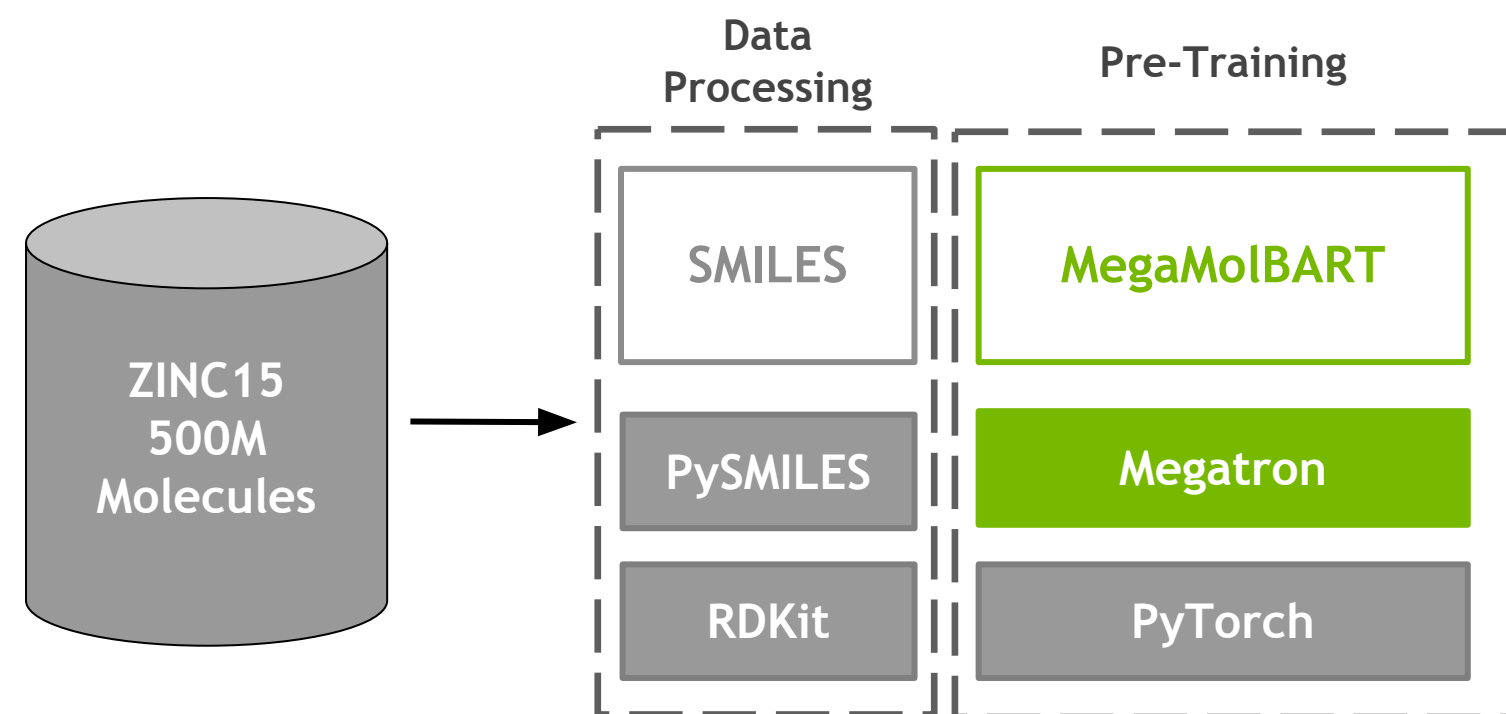 Data
Processing
Pre-Training
ZINC15
500M
Molecules
SMILES
PySMILES
RDKit
MegaMolBART
Megatron
PyTorch